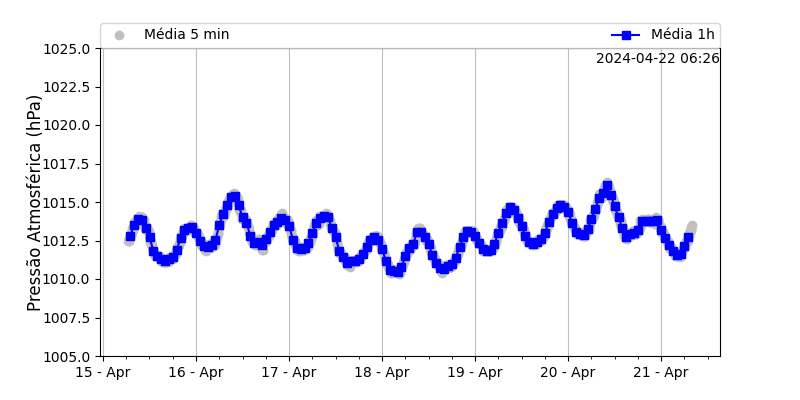 Média 5 min
Média 1h
2024-04-22 06:26
Pressão Atmosférica (hPa)
1025.0
1022.5
1020.0
1017.5
1015.0
1012.5
1010.0
1007.5
1005.0
15 - Apr
16 - Apr
17 - Apr
18 - Apr
19 - Apr
20 - Apr
21 - Apr